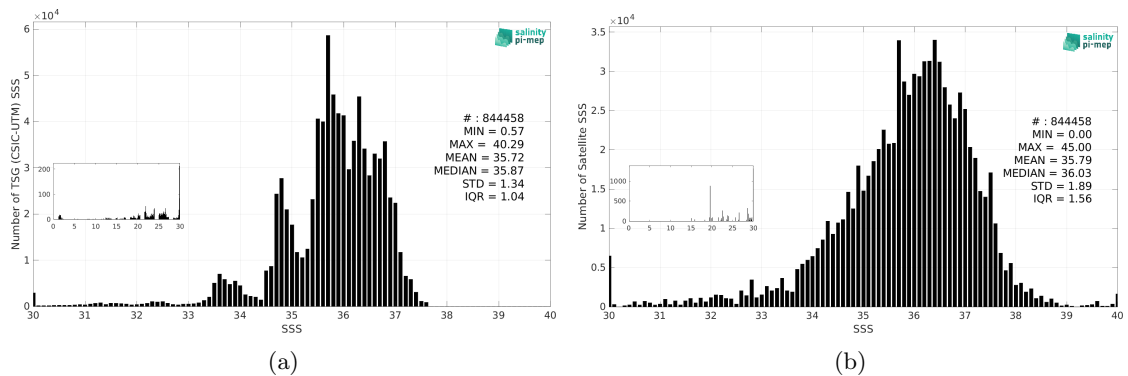 ×10⁴
6
5
4
3
2
1
0
Number of TSG (CSIC-UTM) SSS
30 31 32 33 34 35 36 37 38 39 40
SSS
salinity
pi-mep
# : 844458
MIN = 0.57
MAX = 40.29
MEAN = 35.72
MEDIAN = 35.87
STD = 1.34
IQR = 1.04
200
100
0
0 5 10 15 20 25 30
(a)
×10⁴
3.5
3
2.5
2
1.5
1
0.5
0
Number of Satellite SSS
30 31 32 33 34 35 36 37 38 39 40
SSS
salinity
pi-mep
# : 844458
MIN = 0.00
MAX = 45.00
MEAN = 35.79
MEDIAN = 36.03
STD = 1.89
IQR = 1.56
1000
500
0
0 5 10 15 20 25 30
(b)